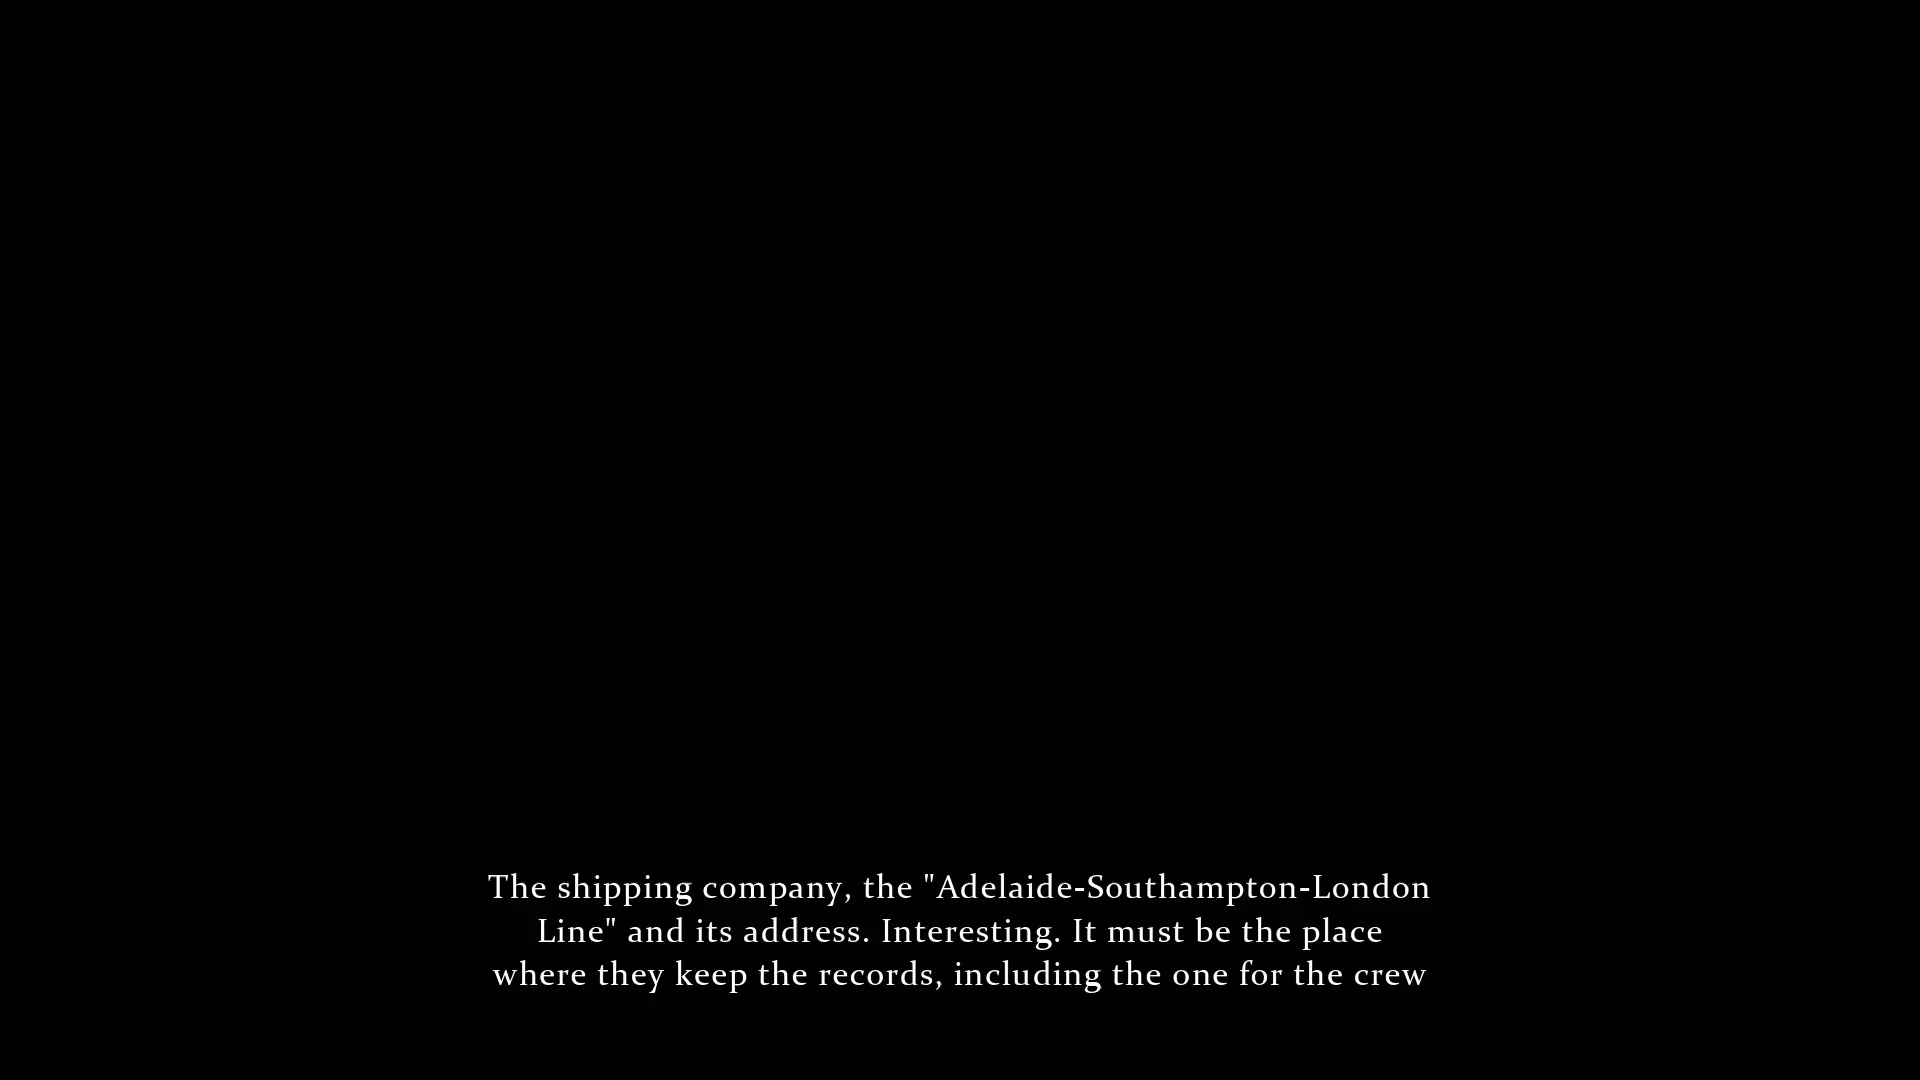 The shipping company, the "Adelaide-Southampton-London
Line" and its address. Interesting. It must be the place
where they keep the records, including the one for the crew